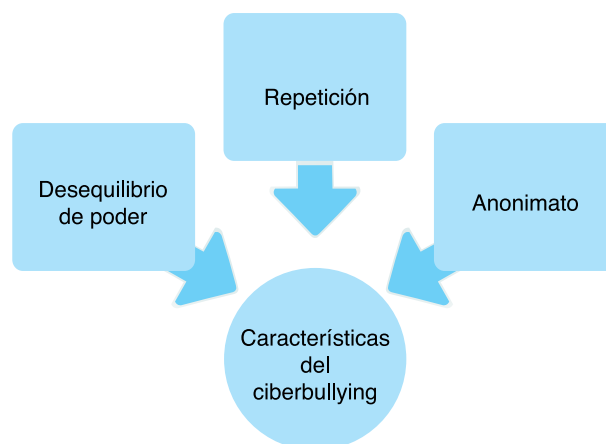 Repetición
Desequilibrio
de poder
Anonimato
Características
del
ciberbullying